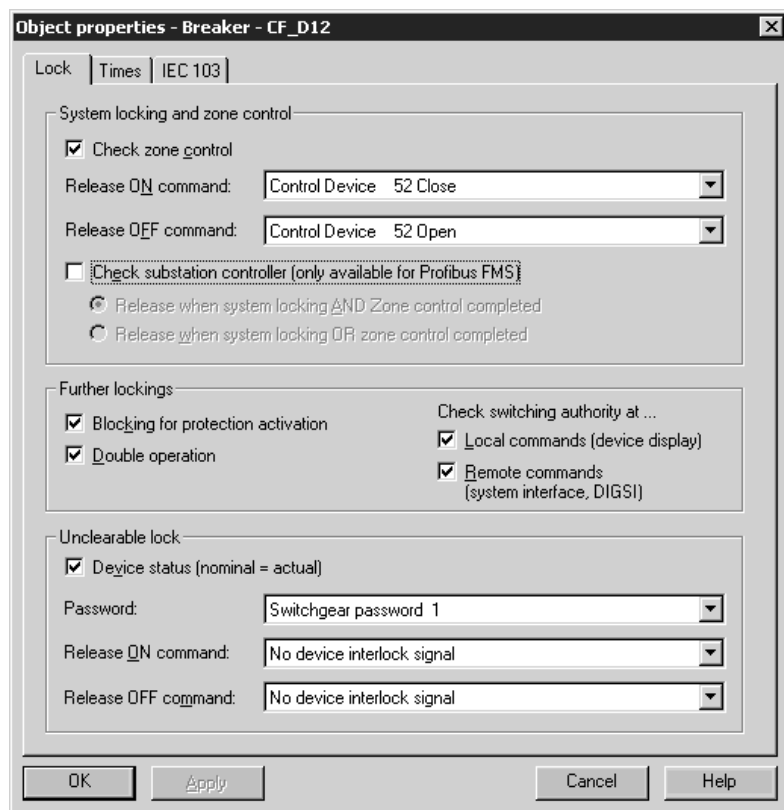 Object properties - Breaker - CF_D12
Lock Times IEC 103
System locking and zone control
Check zone control
Release ON command: Control Device 52 Close
Release OFF command: Control Device 52 Open
Check substation controller (only available for Profibus FMS)
Release when system locking AND Zone control completed
Release when system locking OR zone control completed
Further lockings
Blocking for protection activation
Double operation
Check switching authority at ...
Local commands (device display)
Remote commands
(system interface, DIGSI)
Unclearable lock
Device status (nominal = actual)
Password: Switchgear password 1
Release ON command: No device interlock signal
Release OFF command: No device interlock signal
OK Apply Cancel Help